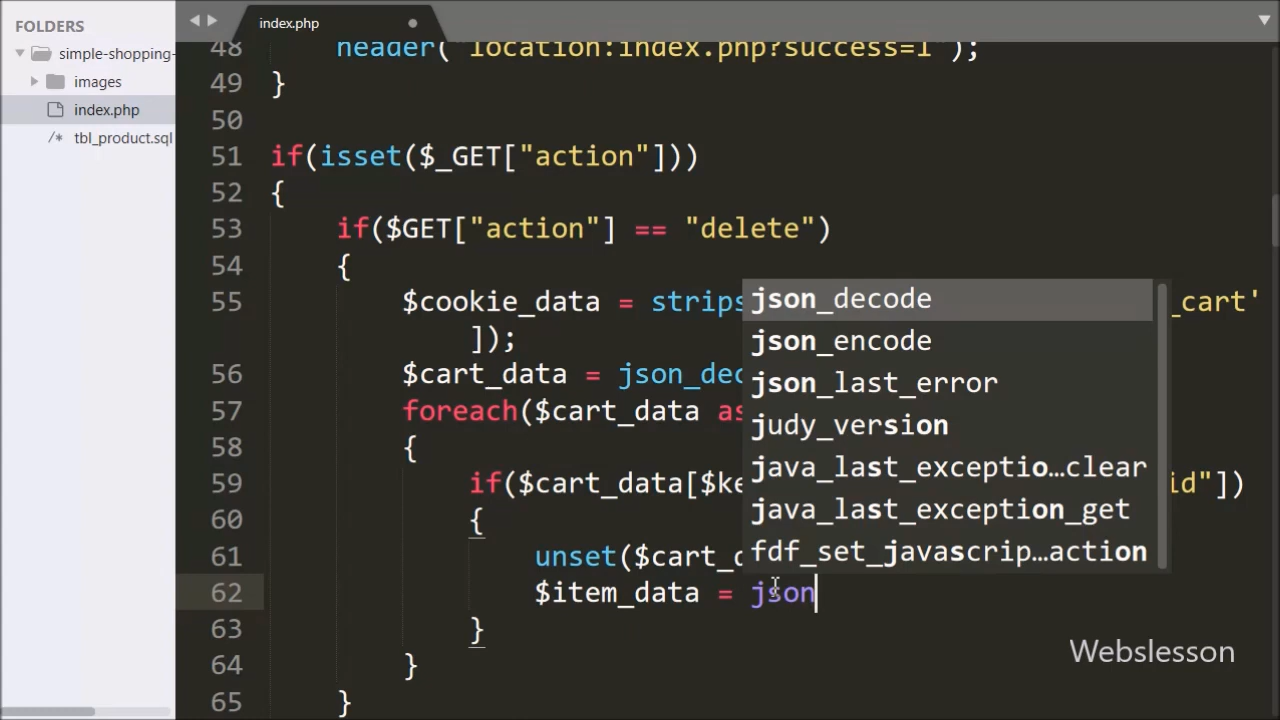 FOLDERS
simple-shopping-
images
index.php
/* tbl_product.sql
index.php
48 header("location:index.php?success=1");
49 }
50
51 if(isset($_GET["action"]))
52 {
53 if($GET["action"] == "delete")
54 {
55 $cookie_data = strips _cart'
]);
56 $cart_data = json_dec
57 foreach($cart_data as
58 {
59 if($cart_data[$ke id"])
60 {
61 unset($cart_d
62 $item_data = json
63 }
64 }
65 }
json_decode
json_encode
json_last_error
judy_version
java_last_exceptio…clear
java_last_exception_get
fdf_set_javascrip…action
Webslesson